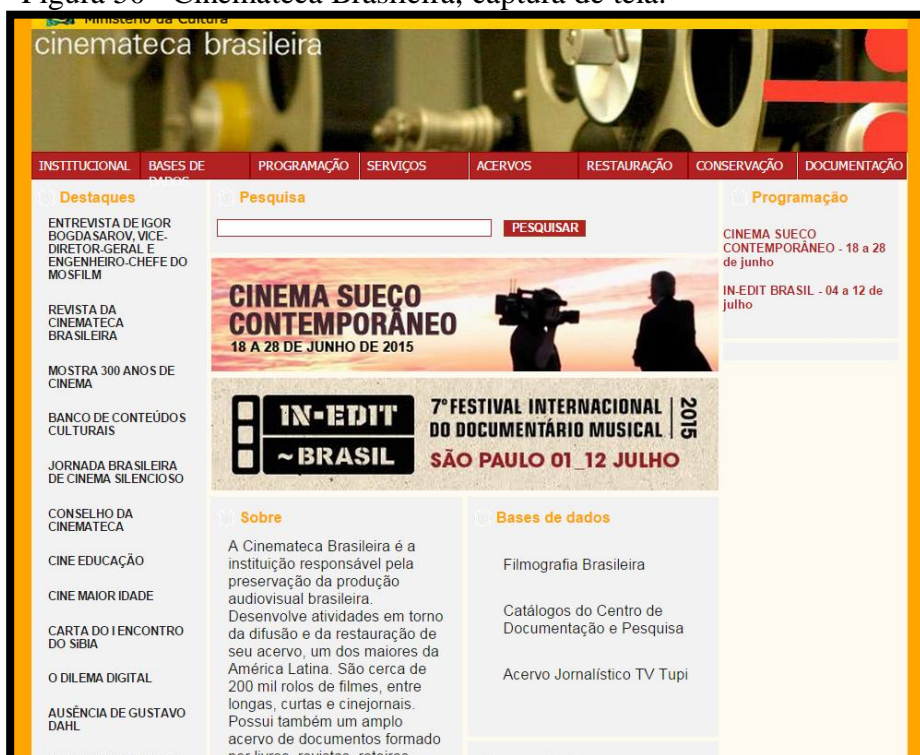 Figura 56 - Cinemateca Brasileira, captura de tela.
Ministério da Cultura
cinemateca brasileira
INSTITUCIONAL
BASES DE
DADOS
PROGRAMAÇÃO
SERVIÇOS
ACERVOS
RESTAURAÇÃO
CONSERVAÇÃO
DOCUMENTAÇÃO
Destaques
ENTREVISTA DE IGOR
BOGDASAROV, VICE-
DIRETOR-GERAL E
ENGENHEIRO-CHEFE DO
MOSFILM
REVISTA DA
CINEMATECA
BRASILEIRA
MOSTRA 300 ANOS DE
CINEMA
BANCO DE CONTEÚDOS
CULTURAIS
JORNADA BRASILEIRA
DE CINEMA SILENCIOSO
CONSELHO DA
CINEMATECA
CINE EDUCAÇÃO
CINE MAIOR IDADE
CARTA DO I ENCONTRO
DO SiBIA
O DILEMA DIGITAL
AUSÊNCIA DE GUSTAVO
DAHL
Pesquisa
PESQUISAR
CINEMA SUECO
CONTEMPORÂNEO
18 A 28 DE JUNHO DE 2015
IN-EDIT
~BRASIL
7º FESTIVAL INTERNACIONAL
DO DOCUMENTÁRIO MUSICAL
2015
SÃO PAULO 01_12 JULHO
Sobre
A Cinemateca Brasileira é a
instituição responsável pela
preservação da produção
audiovisual brasileira.
Desenvolve atividades em torno
da difusão e da restauração de
seu acervo, um dos maiores da
América Latina. São cerca de
200 mil rolos de filmes, entre
longas, curtas e cinejornais.
Possui também um amplo
acervo de documentos formado
por livros, revistas, roteiros
Bases de dados
Filmografia Brasileira
Catálogos do Centro de
Documentação e Pesquisa
Acervo Jornalístico TV Tupi
Programação
CINEMA SUECO
CONTEMPORÂNEO - 18 a 28
de junho
IN-EDIT BRASIL - 04 a 12 de
julho